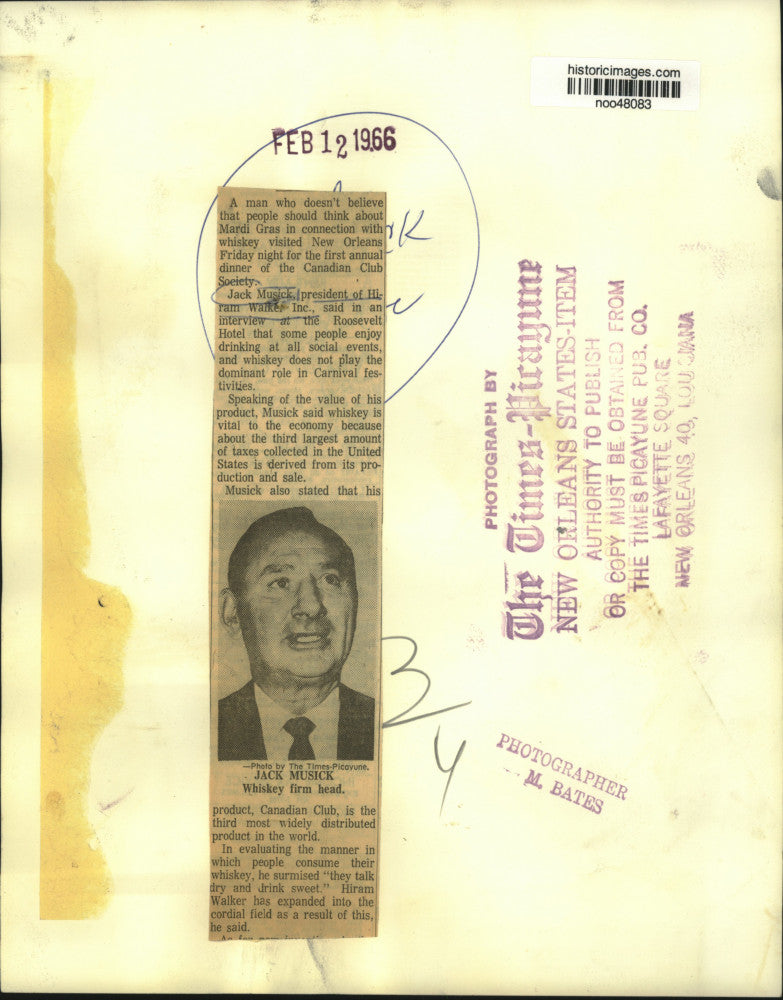 historicimages.com
noo48083
FEB 12 1966
A man who doesn't believe
that people should think about
Mardi Gras in connection with
whiskey visited New Orleans
Friday night for the first annual
dinner of the Canadian Club
Society.
Jack Musick, president of Hi-
ram Walker Inc., said in an
interview at the Roosevelt
Hotel that some people enjoy
drinking at all social events,
and whiskey does not play the
dominant role in Carnival fes-
tivities.
Speaking of the value of his
product, Musick said whiskey is
vital to the economy because
about the third largest amount
of taxes collected in the United
States is derived from its pro-
duction and sale.
Musick also stated that his
—Photo by The Times-Picayune.
JACK MUSICK
Whiskey firm head.
product, Canadian Club, is the
third most widely distributed
product in the world.
In evaluating the manner in
which people consume their
whiskey, he surmised "they talk
dry and drink sweet." Hiram
Walker has expanded into the
cordial field as a result of this,
he said.
3
4
PHOTOGRAPH BY
The Times-Picayune
NEW ORLEANS STATES-ITEM
AUTHORITY TO PUBLISH
OR COPY MUST BE OBTAINED FROM
THE TIMES PICAYUNE PUB. CO.
LAFAYETTE SQUARE
NEW ORLEANS 40, LOUISIANA
PHOTOGRAPHER
M. BATES